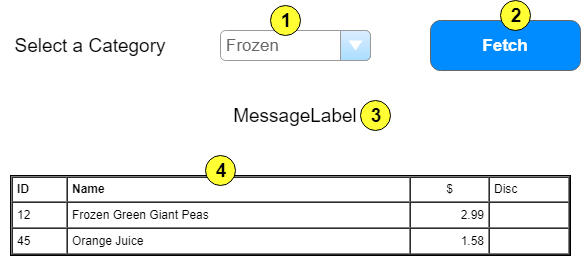 1
2
Select a Category Frozen Fetch
MessageLabel 3
4
ID Name $ Disc
12 Frozen Green Giant Peas 2.99
45 Orange Juice 1.58